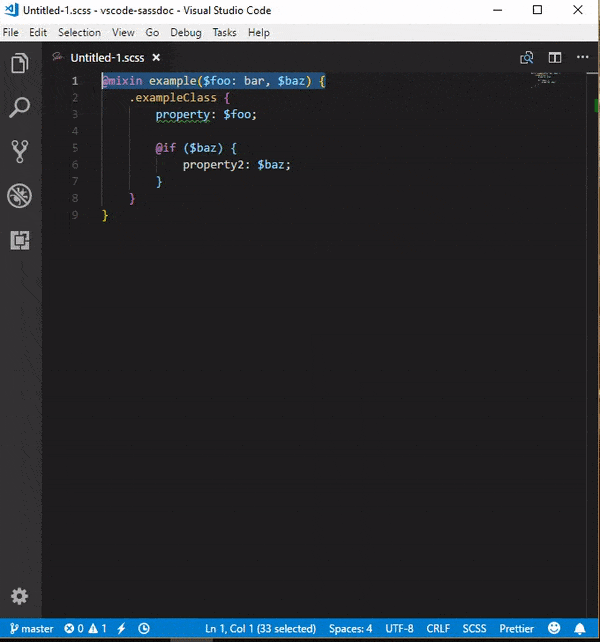 Untitled-1.scss - vscode-sassdoc - Visual Studio Code
File Edit Selection View Go Debug Tasks Help
Untitled-1.scss
1 @mixin example($foo: bar, $baz) {
2 .exampleClass {
3 property: $foo;
4
5 @if ($baz) {
6 property2: $baz;
7 }
8 }
9 }
master 0 1 Ln 1, Col 1 (33 selected) Spaces: 4 UTF-8 CRLF SCSS Prettier